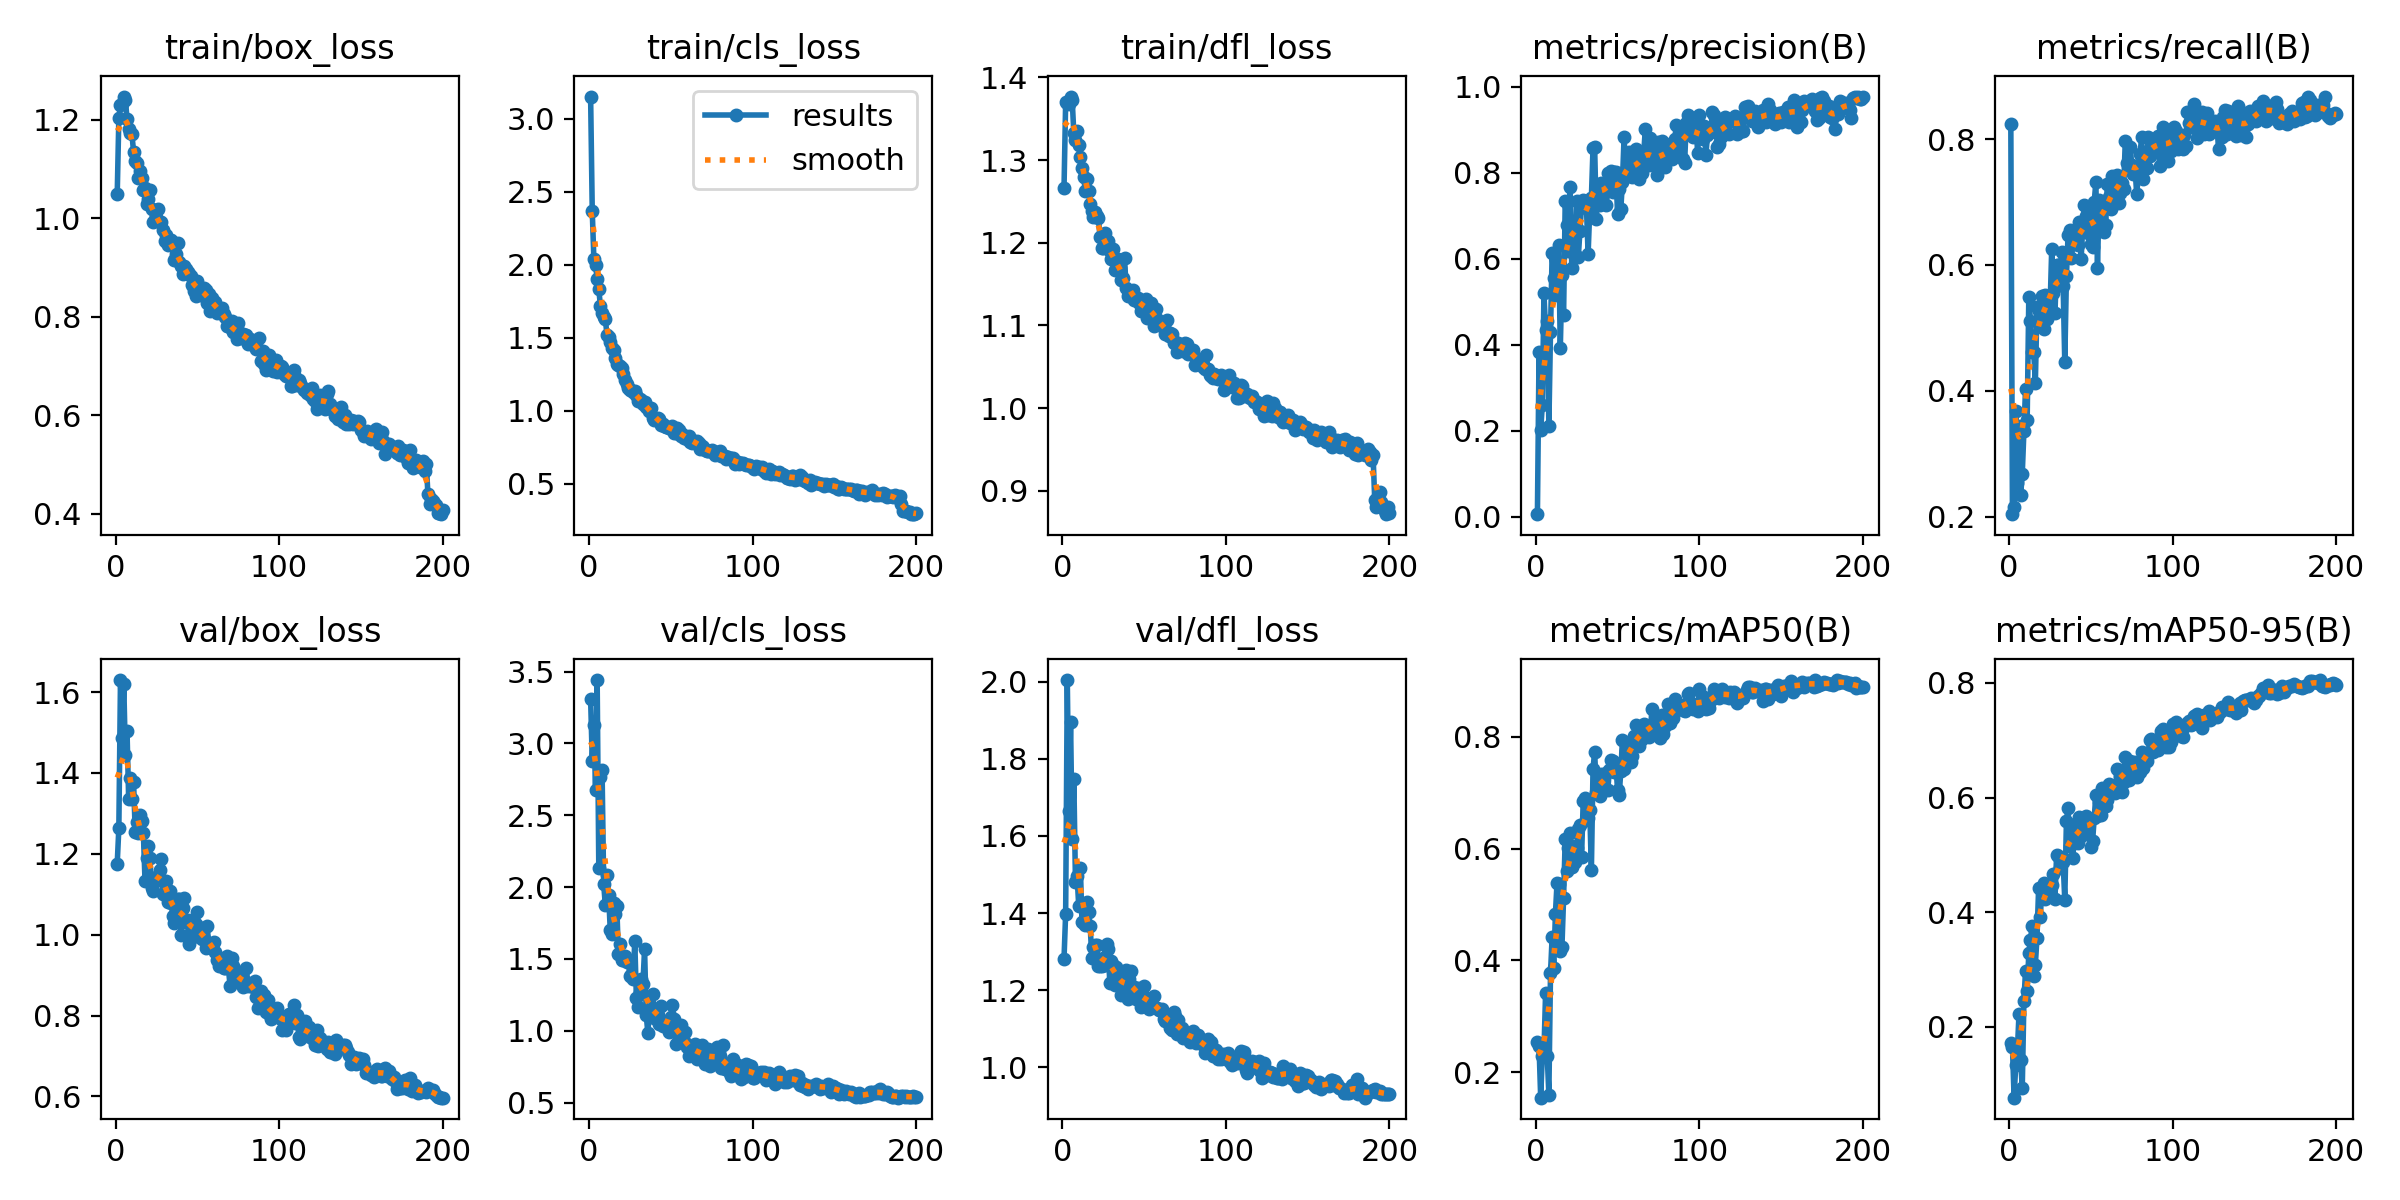 train/box_loss
1.2
1.0
0.8
0.6
0.4
0 100 200
train/cls_loss
results
smooth
3.0
2.5
2.0
1.5
1.0
0.5
0 100 200
train/dfl_loss
1.4
1.3
1.2
1.1
1.0
0.9
0 100 200
metrics/precision(B)
1.0
0.8
0.6
0.4
0.2
0.0
0 100 200
metrics/recall(B)
0.8
0.6
0.4
0.2
0 100 200
val/box_loss
1.6
1.4
1.2
1.0
0.8
0.6
0 100 200
val/cls_loss
3.5
3.0
2.5
2.0
1.5
1.0
0.5
0 100 200
val/dfl_loss
2.0
1.8
1.6
1.4
1.2
1.0
0 100 200
metrics/mAP50(B)
0.8
0.6
0.4
0.2
0 100 200
metrics/mAP50-95(B)
0.8
0.6
0.4
0.2
0 100 200